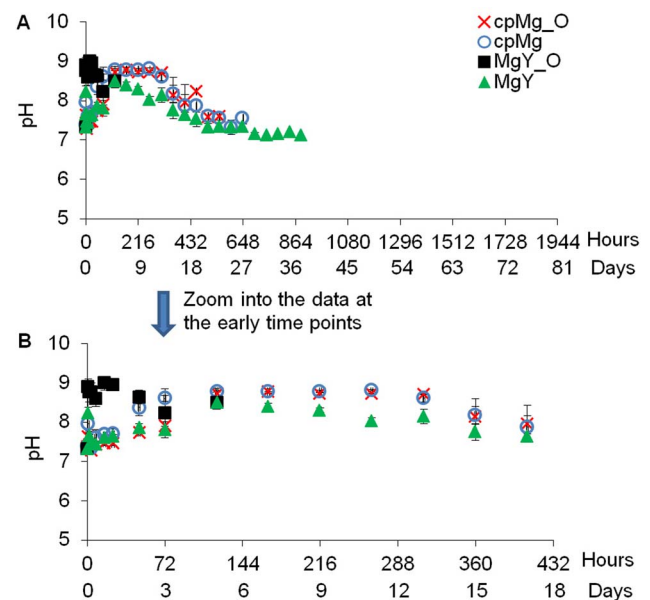 A
10
9
8
7
6
5
pH
cpMg_O
cpMg
MgY_O
MgY
0 216 432 648 864 1080 1296 1512 1728 1944 Hours
0 9 18 27 36 45 54 63 72 81 Days
Zoom into the data at
the early time points
B
10
9
8
7
6
5
pH
0 72 144 216 288 360 432 Hours
0 3 6 9 12 15 18 Days